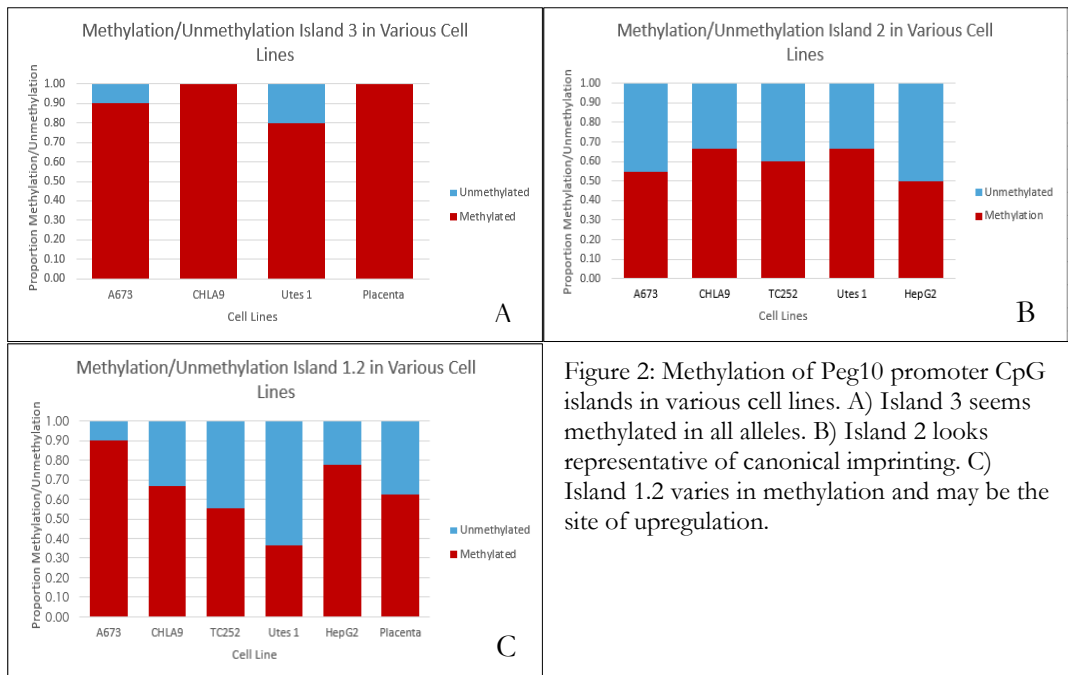 Methylation/Unmethylation Island 3 in Various Cell
Lines
Proportion Methylation/Unmethylation
1.00
0.90
0.80
0.70
0.60
0.50
0.40
0.30
0.20
0.10
0.00
A673 CHLA9 Utes 1 Placenta
Cell Lines
Unmethylated
Methylated
A
Methylation/Unmethylation Island 2 in Various Cell
Lines
Proportion Methylation/Unmethylation
1.00
0.90
0.80
0.70
0.60
0.50
0.40
0.30
0.20
0.10
0.00
A673 CHLA9 TC252 Utes 1 HepG2
Cell Lines
Unmethylated
Methylation
B
Methylation/Unmethylation Island 1.2 in Various Cell
Lines
Proportion Methylation/Unmethylation
1.00
0.90
0.80
0.70
0.60
0.50
0.40
0.30
0.20
0.10
0.00
A673 CHLA9 TC252 Utes 1 HepG2 Placenta
Cell Line
Unmethylated
Methylated
C
Figure 2: Methylation of Peg10 promoter CpG
islands in various cell lines. A) Island 3 seems
methylated in all alleles. B) Island 2 looks
representative of canonical imprinting. C)
Island 1.2 varies in methylation and may be the
site of upregulation.